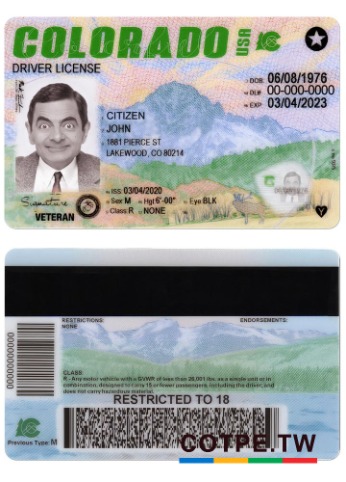 COLORADO USA
DRIVER LICENSE
DOB 06/08/1976
DL# 00-000-0000
EXP 03/04/2023
CITIZEN
JOHN
1881 PIERCE ST
LAKEWOOD, CO 80214
ISS 03/04/2020
Sex M Hgt 6'-00" Eye BLK
Class R NONE
Signature
VETERAN
Y
RESTRICTIONS:
NONE
ENDORSEMENTS:
000000000000
CLASS
R - Any motor vehicle with a GVWR of less than 26,001 lbs. as a single unit or in
combination, designed to carry 15 or fewer passengers, including the driver, and
does not carry hazardous material.
RESTRICTED TO 18
Previous Type: M
COTPE.TW